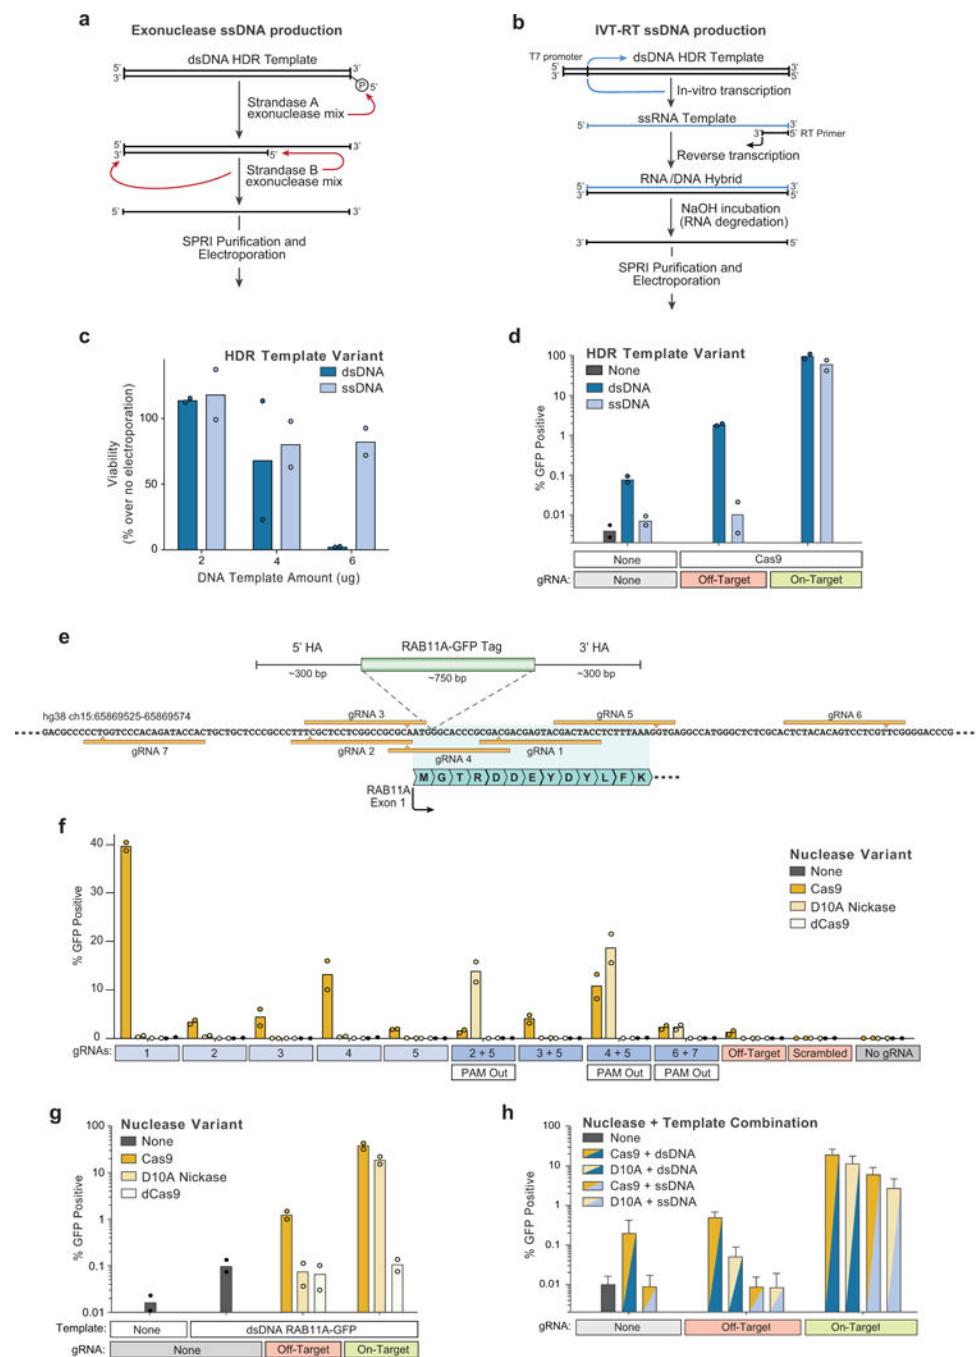 a
Exonuclease ssDNA production
dsDNA HDR Template
5' 3'
3' P 5'
Strandase A
exonuclease mix
5' 3'
3' 5'
Strandase B
exonuclease mix
5' 3'
SPRI Purification and
Electroporation
b
IVT-RT ssDNA production
T7 promoter
dsDNA HDR Template
5' 3'
3' 5'
In-vitro transcription
ssRNA Template
5' 3'
3' 5' RT Primer
Reverse transcription
RNA /DNA Hybrid
5' 3'
3' 5'
NaOH incubation
(RNA degredation)
3' 5'
SPRI Purification and
Electroporation
c
HDR Template Variant
dsDNA
ssDNA
Viability
(% over no electroporation)
100
50
0
2 4 6
DNA Template Amount (ug)
d
HDR Template Variant
None
dsDNA
ssDNA
% GFP Positive
100
10
1
0.1
0.01
None Cas9
gRNA: None Off-Target On-Target
e
5' HA RAB11A-GFP Tag 3' HA
~300 bp ~750 bp ~300 bp
hg38 ch15:65869525-65869574
gRNA 3 gRNA 5 gRNA 6
GACGCCCCCTGGTCCCACAGATACCACTGCTGCTCCCGCCCTTTCGCTCCTCGGCCGCGCAATGGGCACCCGCGACGACGAGTACGACTACCTCTTTAAAGGTGAGGCCATGGGCTCTCGCACTCTACACAGTCCTCGTTCGGGGACCCG
gRNA 7 gRNA 2 gRNA 1
gRNA 4
M G T R D D E Y D Y L F K
RAB11A
Exon 1
f
Nuclease Variant
None
Cas9
D10A Nickase
dCas9
% GFP Positive
40
30
20
10
0
gRNAs: 1 2 3 4 5 2 + 5 3 + 5 4 + 5 6 + 7 Off-Target Scrambled No gRNA
PAM Out PAM Out PAM Out
g
Nuclease Variant
None
Cas9
D10A Nickase
dCas9
% GFP Positive
100
10
1
0.1
0.01
Template: None dsDNA RAB11A-GFP
gRNA: None Off-Target On-Target
h
Nuclease + Template Combination
None
Cas9 + dsDNA
D10A + dsDNA
Cas9 + ssDNA
D10A + ssDNA
% GFP Positive
100
10
1
0.1
0.01
gRNA: None Off-Target On-Target